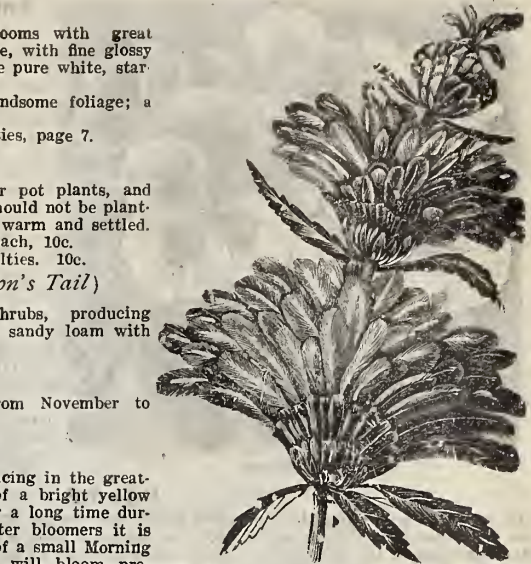 ooms with great
e, with fine glossy
e pure white, star-
ndsome foliage; a
ies, page 7.
r pot plants, and
hould not be plant-
warm and settled.
ach, 10c.
lties. 10c.
on's Tail)
hrubs, producing
sandy loam with
om November to
cing in the great-
of a bright yellow
r a long time dur-
ter bloomers it is
of a small Morning
will bloom pro-